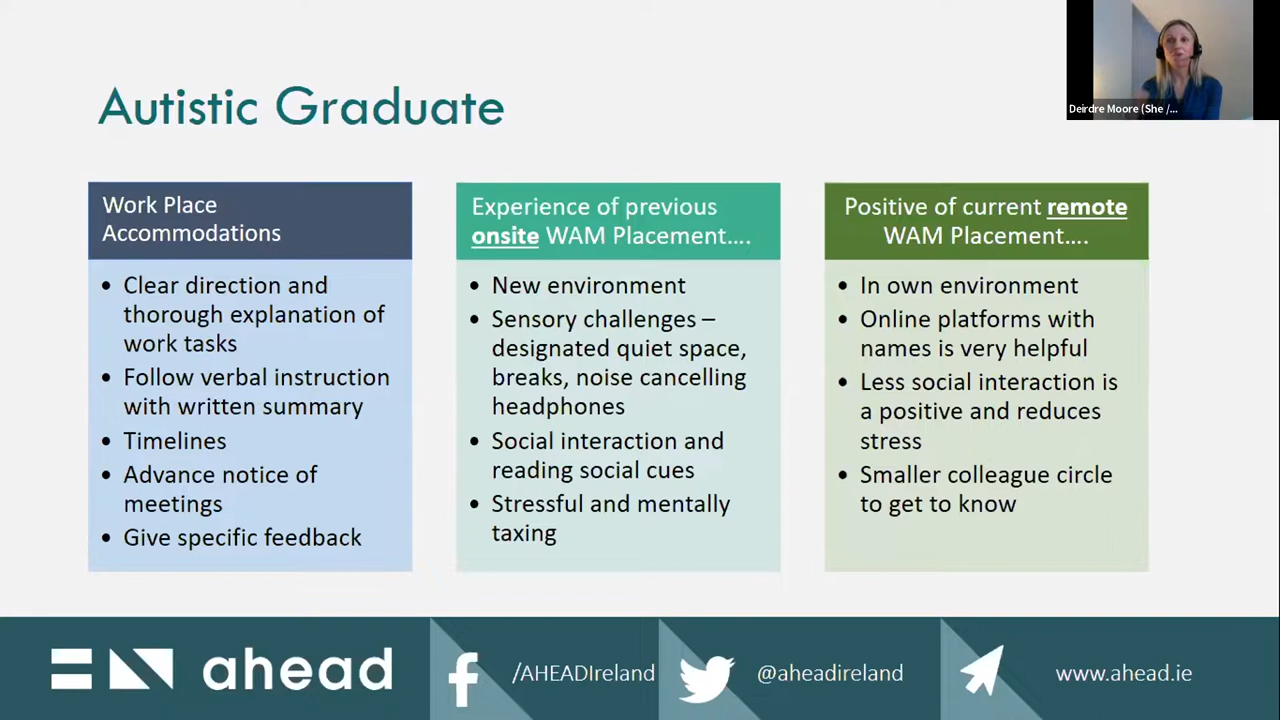 Deirdre Moore (She /...
Autistic Graduate
Work Place
Accommodations
• Clear direction and
thorough explanation of
work tasks
• Follow verbal instruction
with written summary
• Timelines
• Advance notice of
meetings
• Give specific feedback
Experience of previous
onsite WAM Placement....
• New environment
• Sensory challenges –
designated quiet space,
breaks, noise cancelling
headphones
• Social interaction and
reading social cues
• Stressful and mentally
taxing
Positive of current remote
WAM Placement....
• In own environment
• Online platforms with
names is very helpful
• Less social interaction is
a positive and reduces
stress
• Smaller colleague circle
to get to know
ahead
/AHEADIreland
@aheadireland
www.ahead.ie